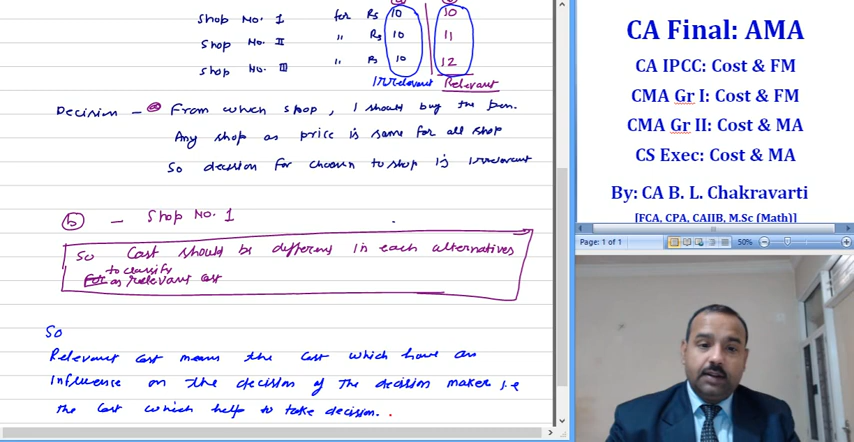 Shop No. 1 for Rs 10 10
Shop No. II " Rs 10 11
Shop No. III " Rs 10 12
Irrelevant Relevant
Decision - a From which shop, I should buy the pen.
Any shop as price is same for all shop
So decision for choosen to shop is irrelevant
b - Shop No. 1
So Cost should be different in each alternatives
to classify
as relevant cost
So
Relevant cost means the cost which have an
influence on the decision of the decision maker i.e
the cost which help to take decision.
CA Final: AMA
CA IPCC: Cost & FM
CMA Gr I: Cost & FM
CMA Gr II: Cost & MA
CS Exec: Cost & MA
By: CA B. L. Chakravarti
[FCA, CPA, CAIIB, M.Sc (Math)]
Page: 1 of 1 50%